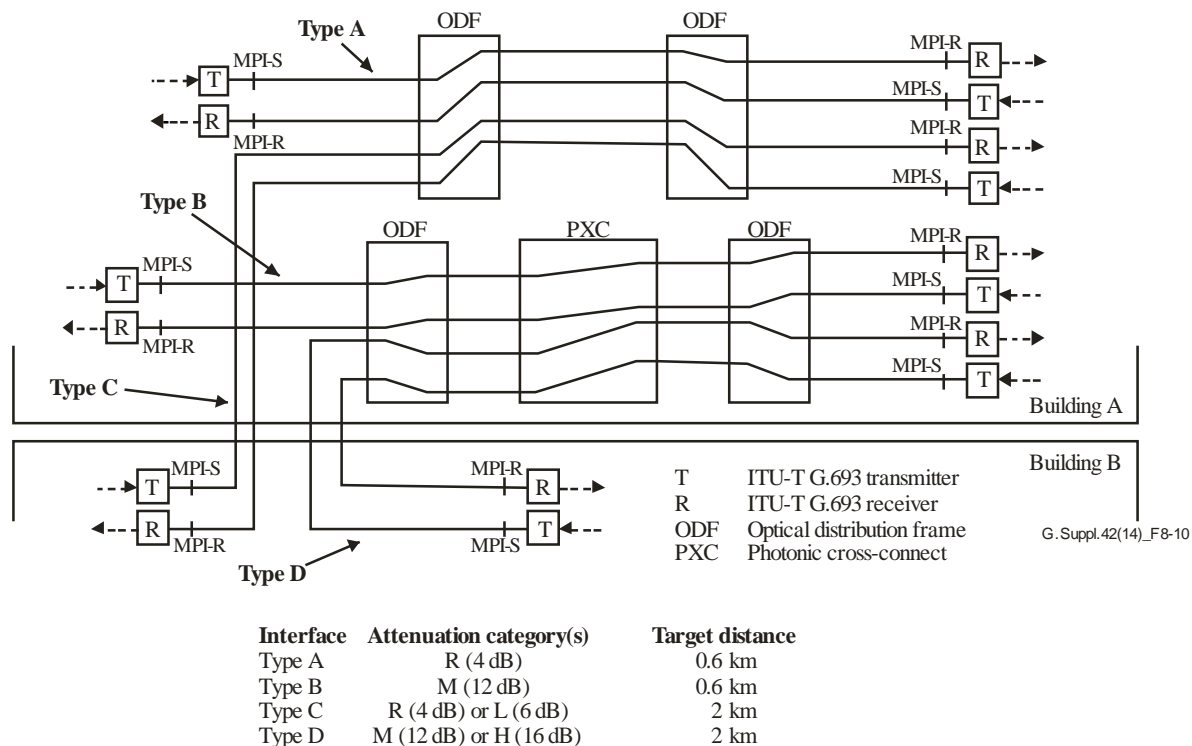 ODF ODF
Type A
MPI-S MPI-R
T R
MPI-S
R T
MPI-R MPI-R
R
MPI-S
T
Type B
ODF PXC ODF
MPI-R
MPI-S R
T MPI-S
T
R MPI-R
MPI-R R
MPI-S
Type C T
Building A
Building B
MPI-S MPI-R
T R
R T
MPI-R MPI-S
Type D
T ITU-T G.693 transmitter
R ITU-T G.693 receiver
ODF Optical distribution frame
PXC Photonic cross-connect
G.Suppl.42(14)_F8-10
Interface Attenuation category(s) Target distance
Type A R (4 dB) 0.6 km
Type B M (12 dB) 0.6 km
Type C R (4 dB) or L (6 dB) 2 km
Type D M (12 dB) or H (16 dB) 2 km